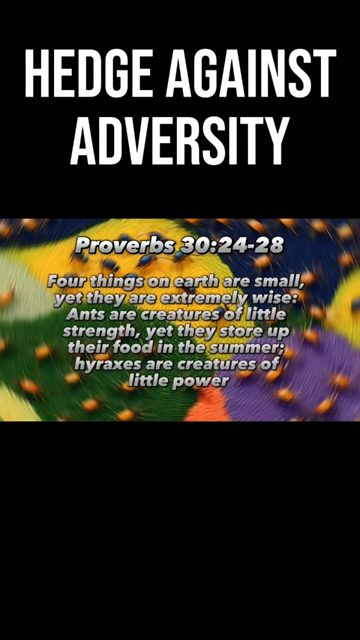 HEDGE AGAINST
ADVERSITY
Proverbs 30:24-28
Four things on earth are small,
yet they are extremely wise:
Ants are creatures of little
strength, yet they store up
their food in the summer;
hyraxes are creatures of
little power